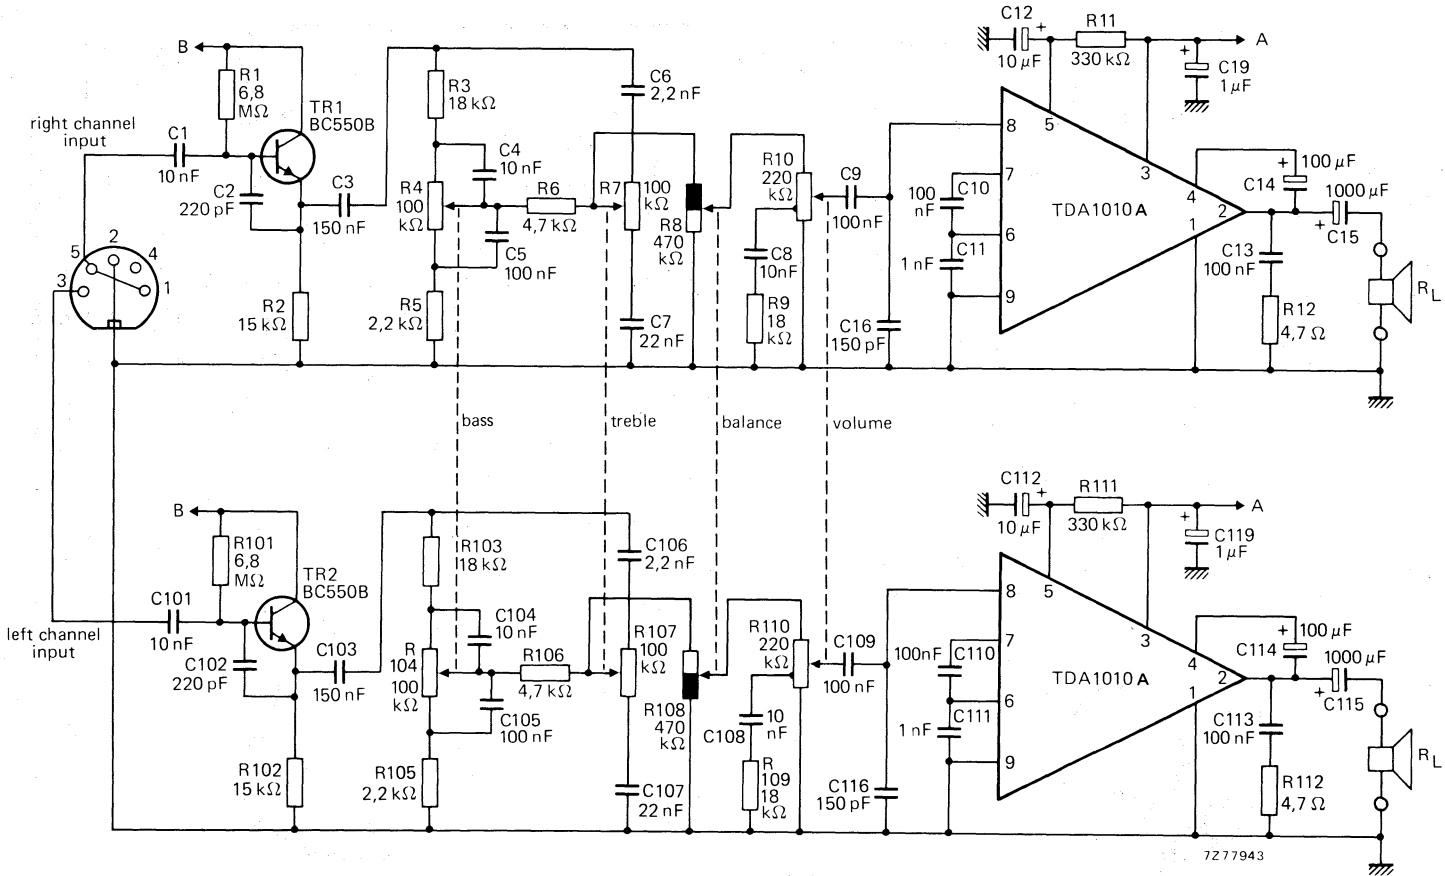 C12
+
10 μF
R11
330 kΩ
A
+
C19
1 μF
B
R1
6,8
MΩ
TR1
BC550B
right channel
input
C1
10 nF
C2
220 pF
C3
150 nF
R3
18 kΩ
C6
2,2 nF
C4
10 nF
R4
100
kΩ
R6
4,7 kΩ
R7
100
kΩ
C5
100 nF
R8
470
kΩ
R10
220
kΩ
C9
100 nF
C8
10nF
R9
18
kΩ
R2
15 kΩ
R5
2,2 kΩ
C7
22 nF
C16
150 pF
5
2
4
3
1
8
7
6
9
5
3
4
1
2
TDA1010A
100
nF
C10
C11
1 nF
+
100 μF
C14
1000 μF
+
C15
C13
100 nF
R12
4,7 Ω
RL
bass
treble
balance
volume
C112
+
10 μF
R111
330 kΩ
A
+
C119
1 μF
B
R101
6,8
MΩ
TR2
BC550B
left channel
input
C101
10 nF
C102
220 pF
C103
150 nF
R103
18 kΩ
C106
2,2 nF
C104
10 nF
R
104
100
kΩ
R106
4,7 kΩ
R107
100
kΩ
C105
100 nF
R108
470
kΩ
R110
220
kΩ
C109
100 nF
C108
10
nF
R
109
18
kΩ
R102
15 kΩ
R105
2,2 kΩ
C107
22 nF
C116
150 pF
8
7
6
9
5
3
4
1
2
TDA1010A
100nF
C110
1 nF
C111
+
100 μF
C114
1000 μF
+
C115
C113
100 nF
R112
4,7 Ω
RL
7Z77943